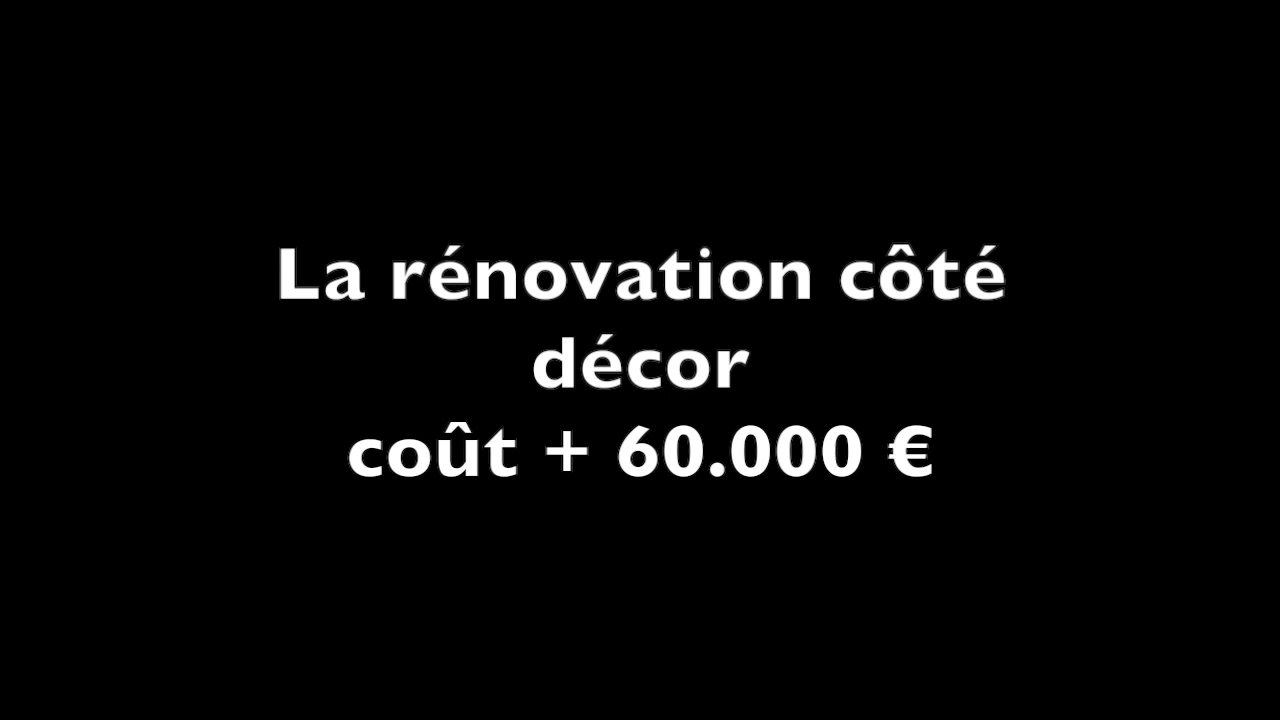 La rénovation côté
décor
coût + 60.000 €